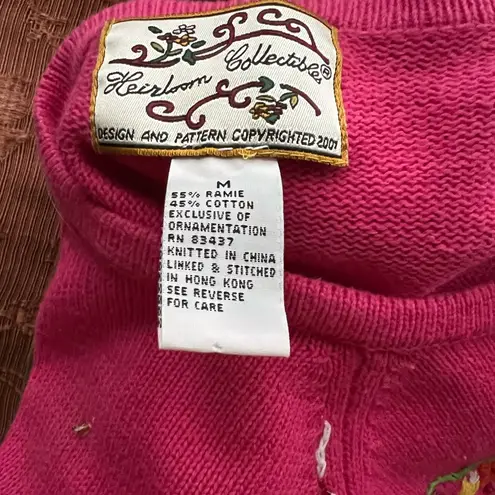 Heirloom Collectibles®
DESIGN AND PATTERN COPYRIGHTED 2001
M
55% RAMIE
45% COTTON
EXCLUSIVE OF
ORNAMENTATION
RN 83437
KNITTED IN CHINA
LINKED & STITCHED
IN HONG KONG
SEE REVERSE
FOR CARE